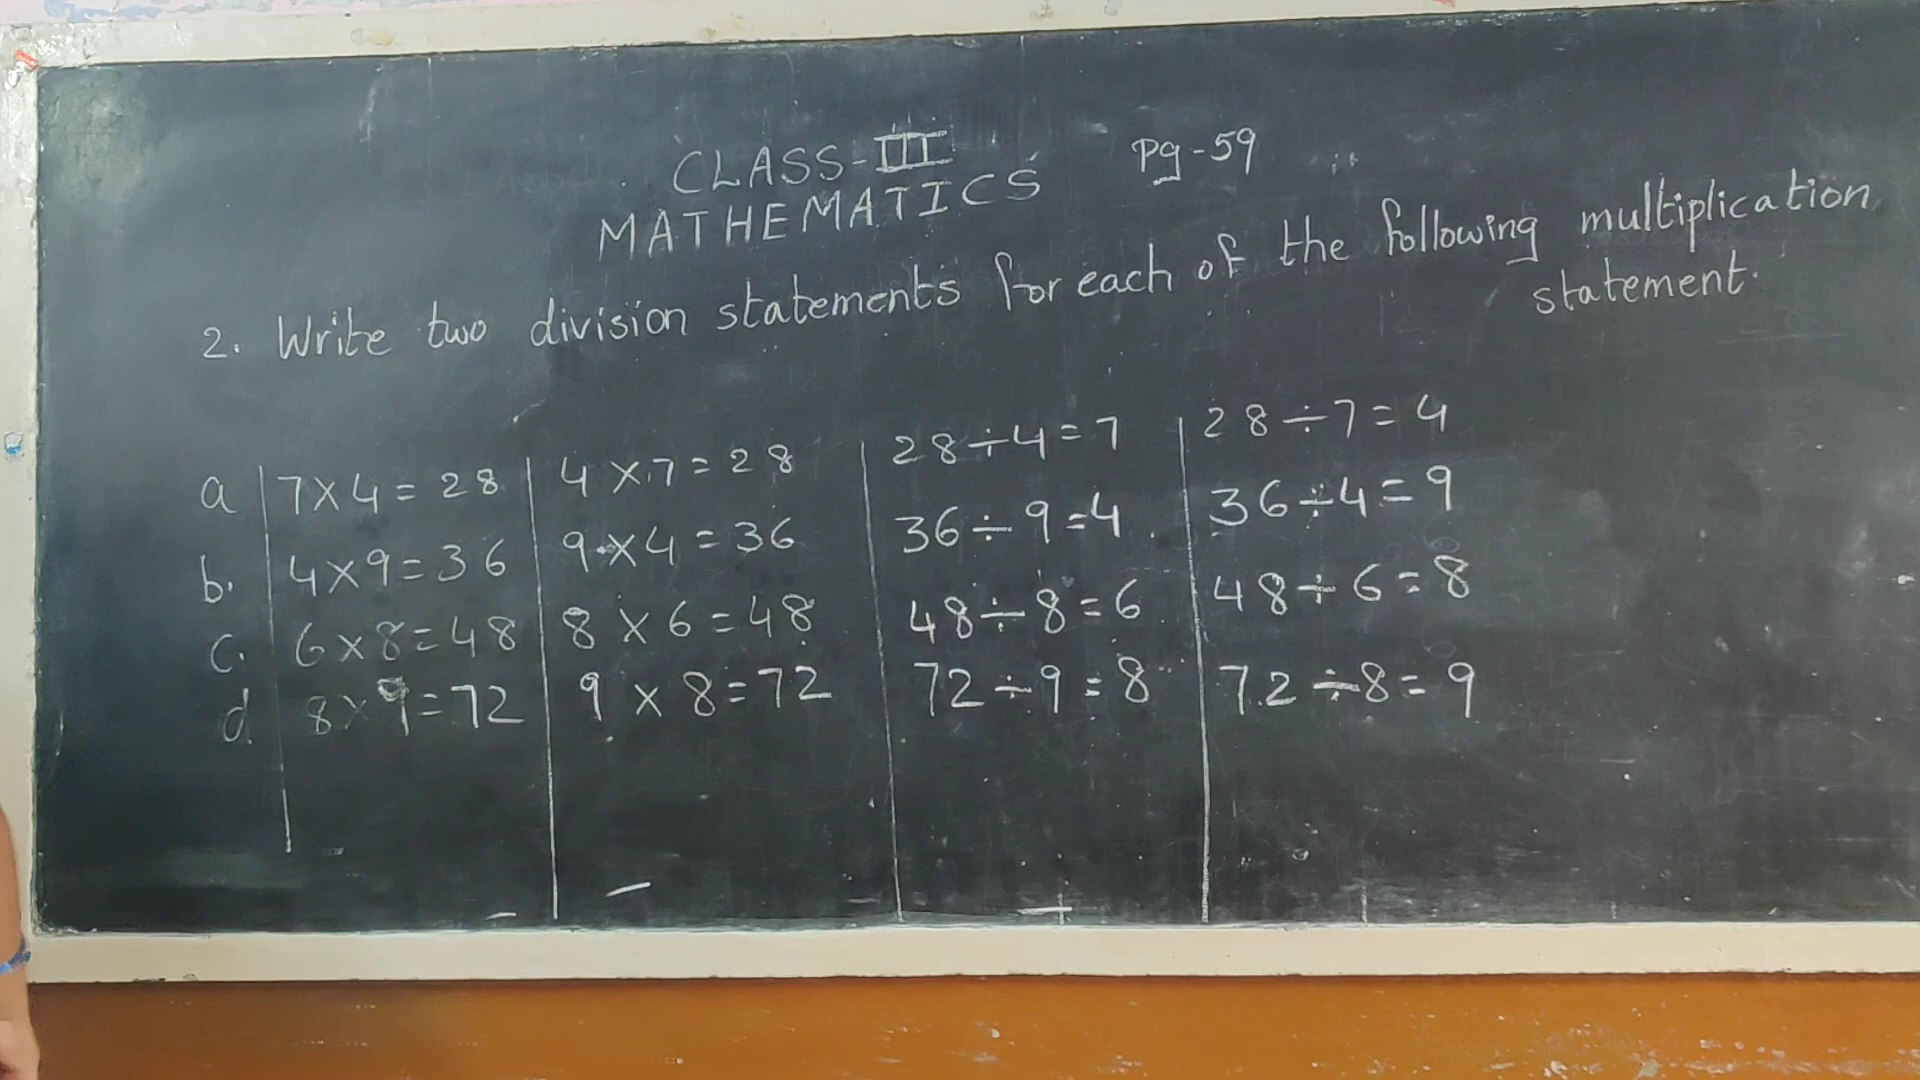 CLASS-III pg-59
MATHEMATICS
2. Write two division statements for each of the following multiplication
statement.
a 7×4=28 4×7=28 28÷4=7 28÷7=4
b. 4×9=36 9×4=36 36÷9=4 36÷4=9
c. 6×8=48 8×6=48 48÷8=6 48÷6=8
d. 8×9=72 9×8=72 72÷9=8 72÷8=9